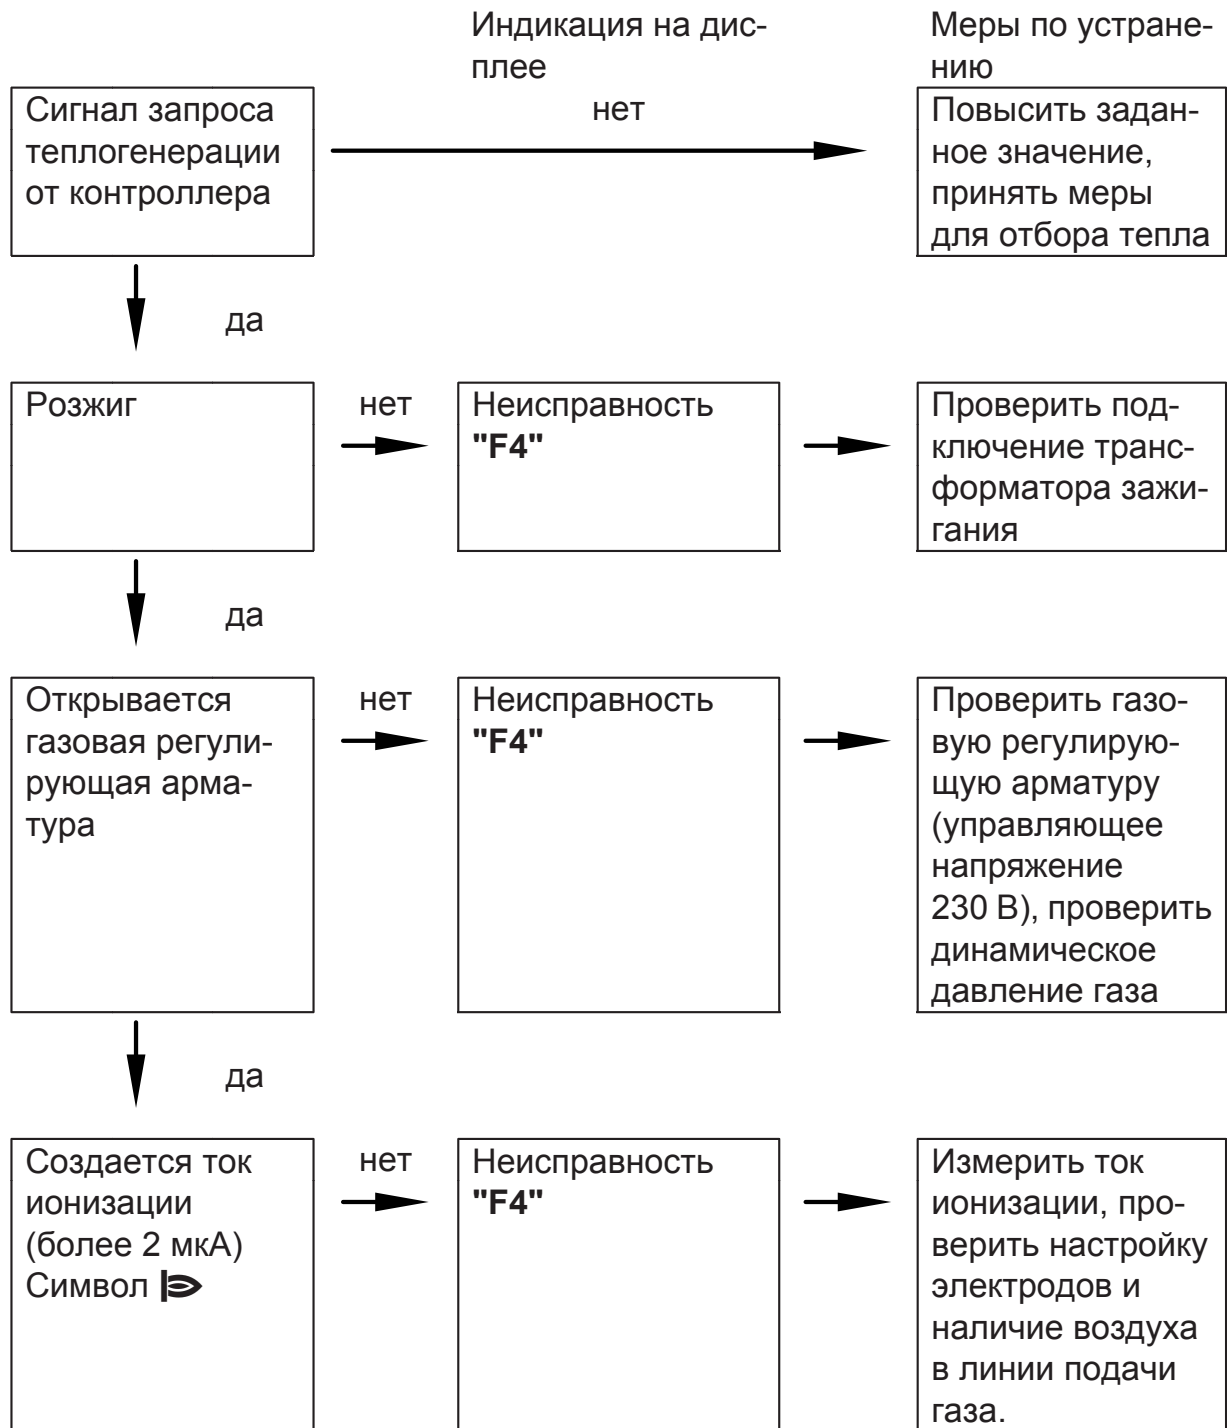 Индикация на дис-
плее
Меры по устране-
нию
Сигнал запроса
теплогенерации
от контроллера
нет
Повысить задан-
ное значение,
принять меры
для отбора тепла
да
Розжиг
нет
Неисправность
"F4"
Проверить под-
ключение транс-
форматора зажи-
гания
да
Открывается
газовая регули-
рующая арма-
тура
нет
Неисправность
"F4"
Проверить газо-
вую регулирую-
щую арматуру
(управляющее
напряжение
230 В), проверить
динамическое
давление газа
да
Создается ток
ионизации
(более 2 мкА)
Символ
нет
Неисправность
"F4"
Измерить ток
ионизации, про-
верить настройку
электродов и
наличие воздуха
в линии подачи
газа.